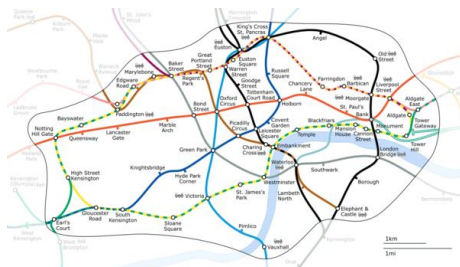 King's Cross
St. Pancras
Euston
Angel
Great
Portland
Street
Euston
Square
Warren
Street
Baker
Street
Regent's
Park
Marylebone
Edgware
Road
Paddington
Old
Street
Goodge
Street
Russell
Square
Farringdon
Barbican
Liverpool
Street
Moorgate
Chancery
Lane
St. Paul's
Bank
Aldgate
East
Aldgate
Tower
Gateway
Tower
Hill
Tottenham
Court Road
Holborn
Bond
Street
Oxford
Circus
Bayswater
Notting
Hill Gate
Queensway
Lancaster
Gate
Marble
Arch
Covent
Garden
Leicester
Square
Piccadilly
Circus
Blackfriars
Mansion
House
Cannon
Street
Monument
Temple
Charing
Cross
Embankment
London
Bridge
Green Park
Waterloo
Hyde Park
Corner
Knightsbridge
High Street
Kensington
Southwark
Westminster
St. James's
Park
Lambeth
North
Borough
Victoria
Gloucester
Road
South
Kensington
Sloane
Square
Earl's
Court
Elephant
& Castle
Pimlico
Vauxhall
Oval
Kennington
1km
1mi